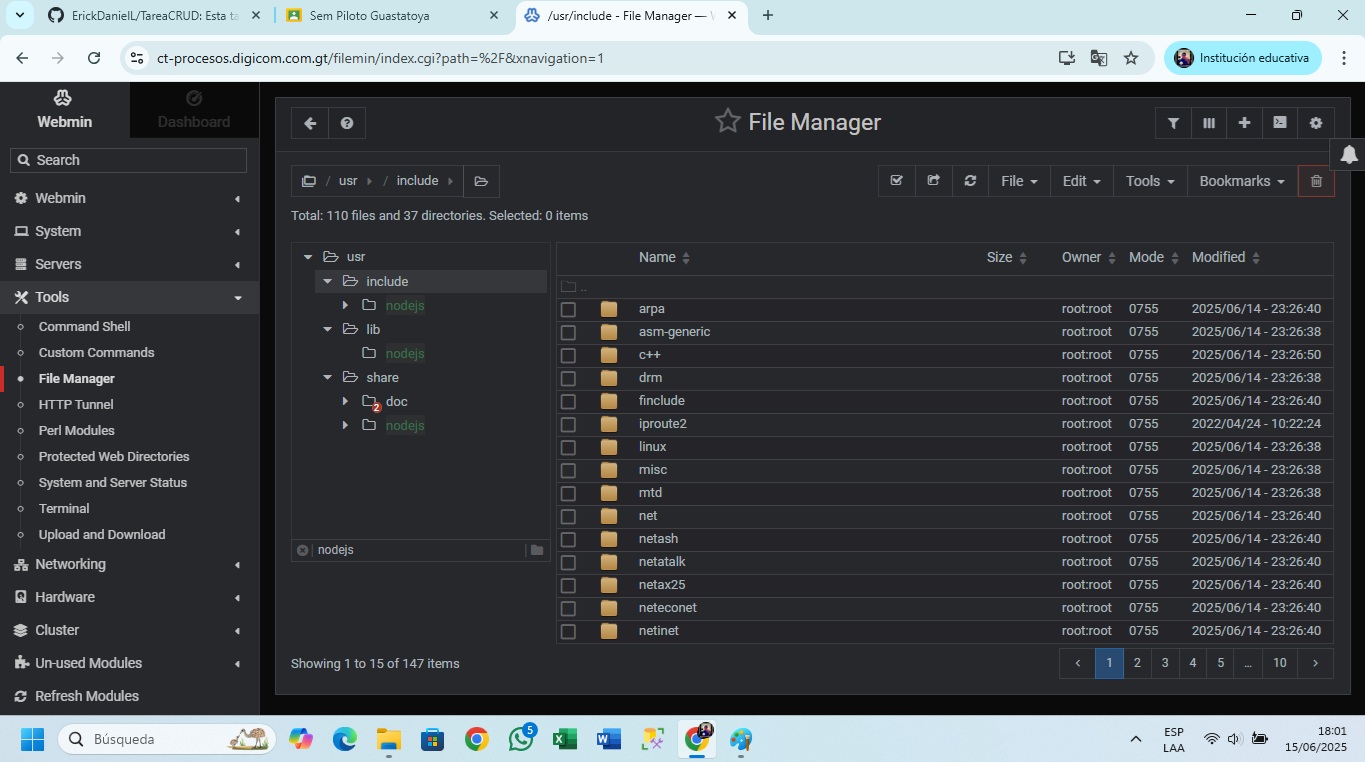 ErickDanielL/TareaCRUD: Esta ta
Sem Piloto Guastatoya
/usr/include - File Manager —
ct-procesos.digicom.com.gt/filemin/index.cgi?path=%2F&xnavigation=1
Institución educativa
Webmin
Dashboard
Search
Webmin
System
Servers
Tools
Command Shell
Custom Commands
File Manager
HTTP Tunnel
Perl Modules
Protected Web Directories
System and Server Status
Terminal
Upload and Download
Networking
Hardware
Cluster
Un-used Modules
Refresh Modules
File Manager
/ usr / include
File Edit Tools Bookmarks
Total: 110 files and 37 directories. Selected: 0 items
usr
include
nodejs
lib
nodejs
share
2 doc
nodejs
nodejs
Name Size Owner Mode Modified
..
arpa root:root 0755 2025/06/14 - 23:26:40
asm-generic root:root 0755 2025/06/14 - 23:26:38
c++ root:root 0755 2025/06/14 - 23:26:50
drm root:root 0755 2025/06/14 - 23:26:38
finclude root:root 0755 2025/06/14 - 23:26:40
iproute2 root:root 0755 2022/04/24 - 10:22:24
linux root:root 0755 2025/06/14 - 23:26:38
misc root:root 0755 2025/06/14 - 23:26:38
mtd root:root 0755 2025/06/14 - 23:26:38
net root:root 0755 2025/06/14 - 23:26:40
netash root:root 0755 2025/06/14 - 23:26:40
netatalk root:root 0755 2025/06/14 - 23:26:40
netax25 root:root 0755 2025/06/14 - 23:26:40
neteconet root:root 0755 2025/06/14 - 23:26:40
netinet root:root 0755 2025/06/14 - 23:26:40
Showing 1 to 15 of 147 items
‹ 1 2 3 4 5 … 10 ›
Búsqueda
5
ESP
LAA
18:01
15/06/2025